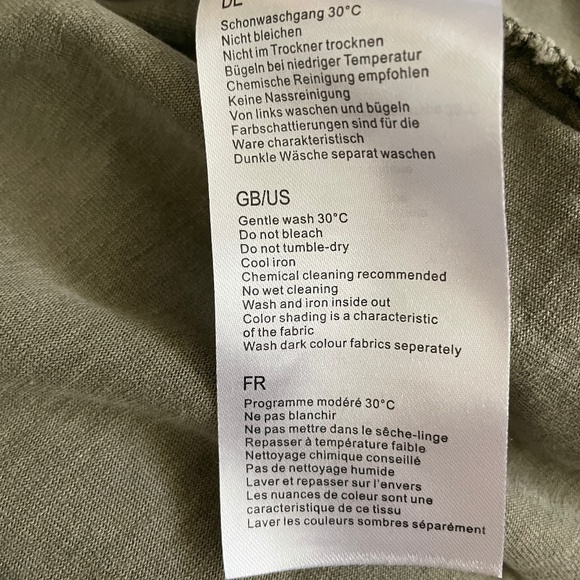 DE
Schonwaschgang 30°C
Nicht bleichen
Nicht im Trockner trocknen
Bügeln bei niedriger Temperatur
Chemische Reinigung empfohlen
Keine Nassreinigung
Von links waschen und bügeln
Farbschattierungen sind für die
Ware charakteristisch
Dunkle Wäsche separat waschen
GB/US
Gentle wash 30°C
Do not bleach
Do not tumble-dry
Cool iron
Chemical cleaning recommended
No wet cleaning
Wash and iron inside out
Color shading is a characteristic
of the fabric
Wash dark colour fabrics seperately
FR
Programme modéré 30°C
Ne pas blanchir
Ne pas mettre dans le sêche-linge
Repasser à température faible
Nettoyage chimique conseillé
Pas de nettoyage humide
Laver et repasser sur l'envers
Les nuances de couleur sont une
caracteristique de ce tissu
Laver les couleurs sombres séparément